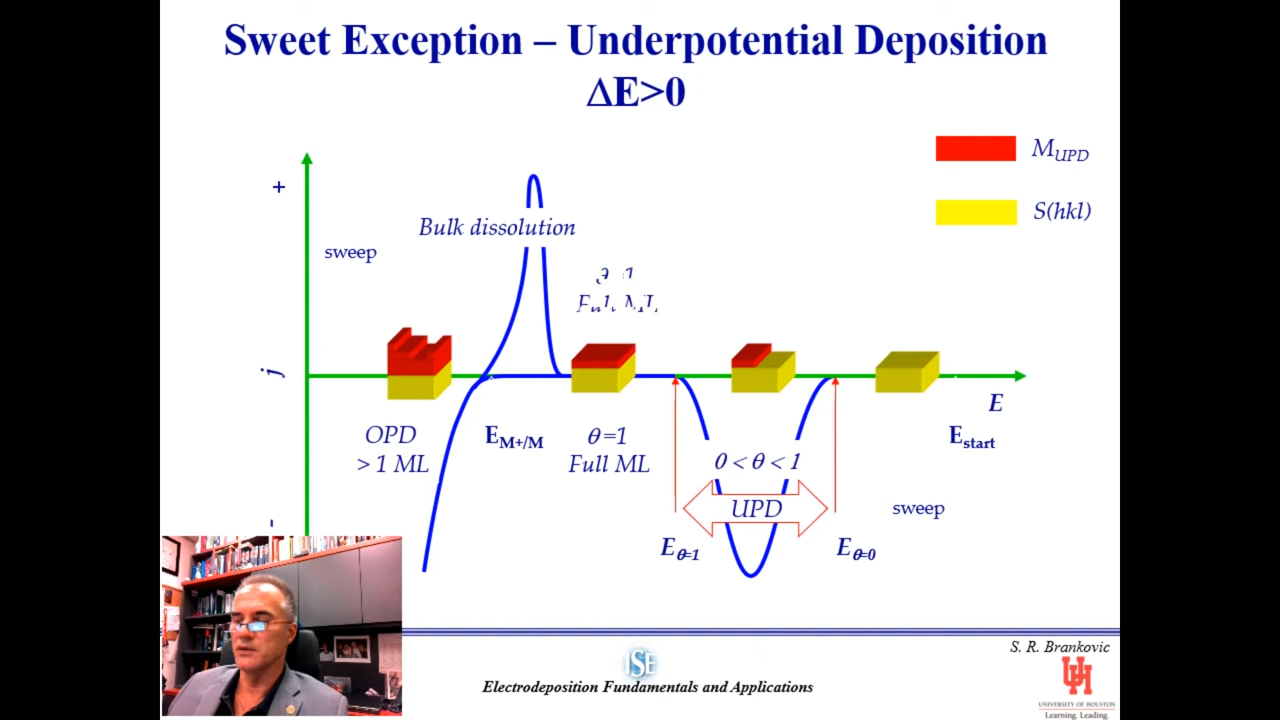 Sweet Exception – Underpotential Deposition
ΔE>0
M_UPD
S(hkl)
+
Bulk dissolution
sweep
j
E
OPD
> 1 ML
E_M+/M
θ=1
Full ML
0 < θ < 1
E_start
UPD
sweep
-
E_θ=1
E_θ=0
S. R. Brankovic
ISE
Electrodeposition Fundamentals and Applications
UNIVERSITY OF HOUSTON
Learning. Leading.